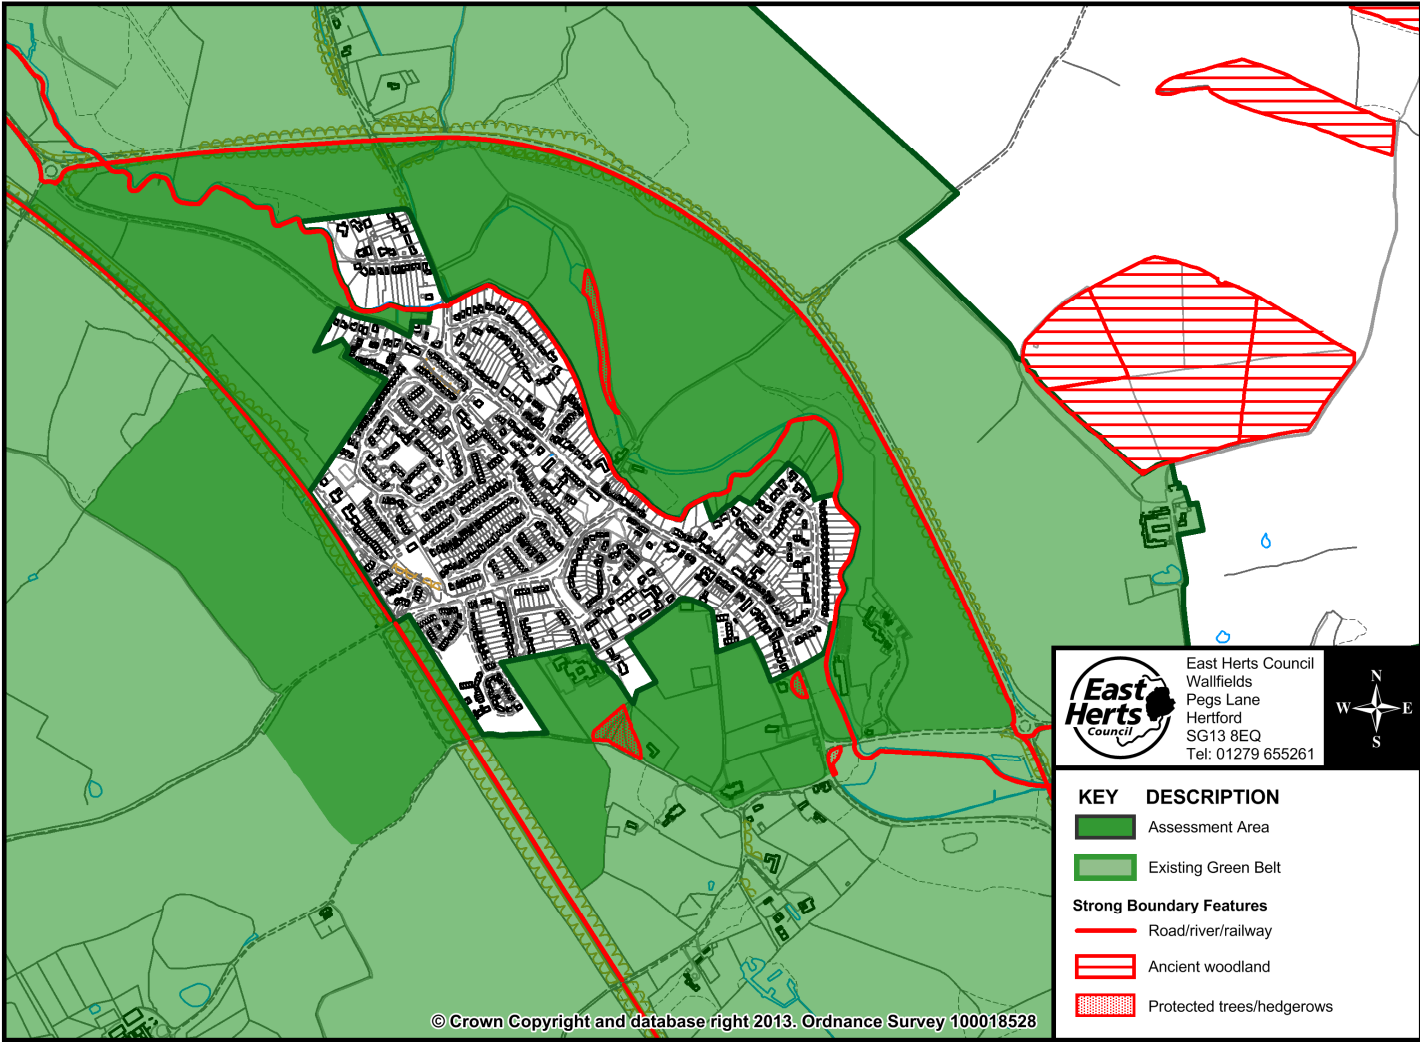 East
Herts
Council
East Herts Council
Wallfields
Pegs Lane
Hertford
SG13 8EQ
Tel: 01279 655261
N
W E
S
KEY DESCRIPTION
Assessment Area
Existing Green Belt
Strong Boundary Features
Road/river/railway
Ancient woodland
Protected trees/hedgerows
© Crown Copyright and database right 2013. Ordnance Survey 100018528